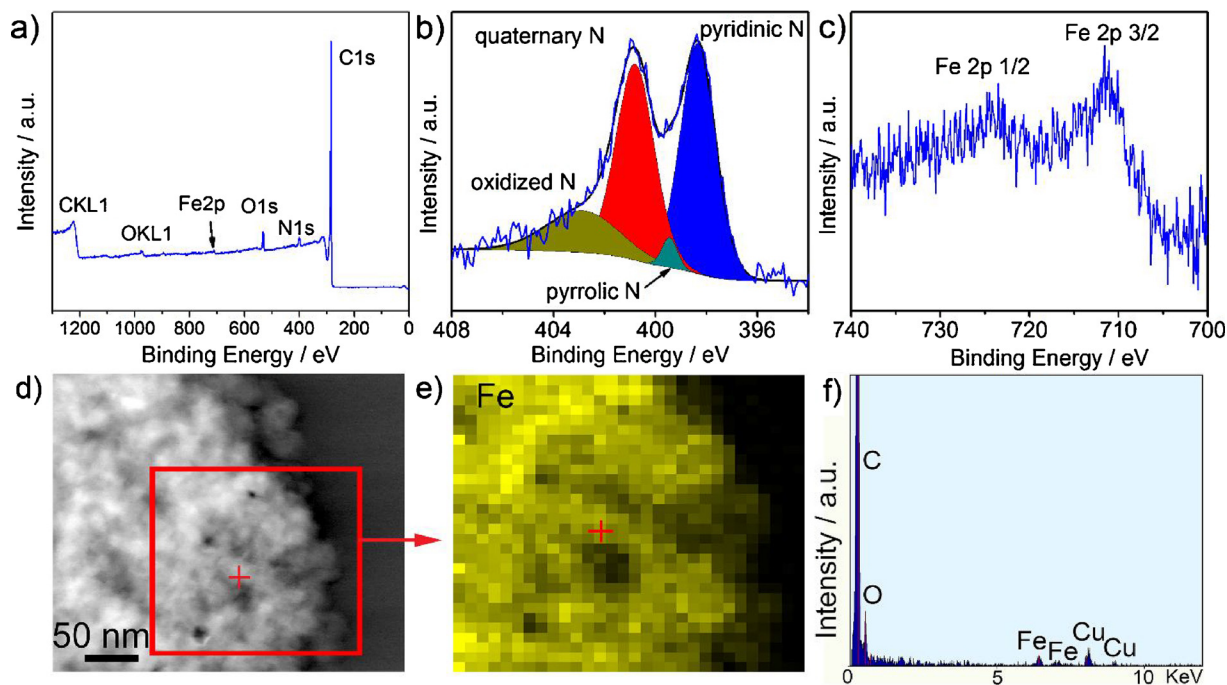 a)
C1s
CKL1
OKL1
Fe2p
O1s
N1s
Intensity / a.u.
1200 1000 800 600 400 200 0
Binding Energy / eV
b)
quaternary N
pyridinic N
oxidized N
pyrrolic N
Intensity / a.u.
408 404 400 396
Binding Energy / eV
c)
Fe 2p 3/2
Fe 2p 1/2
Intensity / a.u.
740 730 720 710 700
Binding Energy / eV
d)
50 nm
e)
Fe
f)
C
O
Fe
Fe
Cu
Cu
Intensity / a.u.
0 5 10 KeV